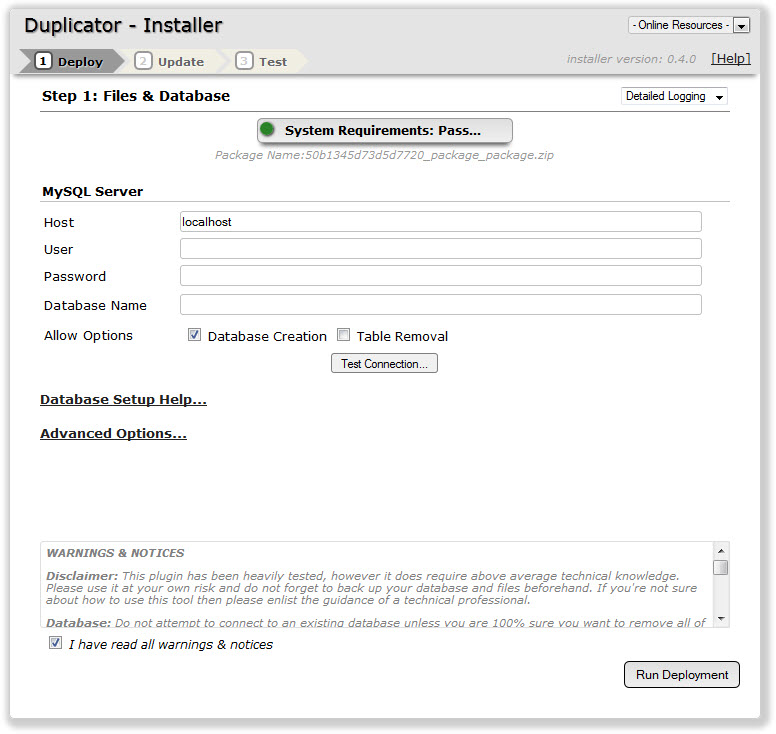 Duplicator - Installer
- Online Resources -
1 Deploy 2 Update 3 Test
installer version: 0.4.0 [Help]
Step 1: Files & Database
Detailed Logging
System Requirements: Pass...
Package Name:50b1345d73d5d7720_package_package.zip
MySQL Server
Host localhost
User
Password
Database Name
Allow Options Database Creation Table Removal
Test Connection...
Database Setup Help...
Advanced Options...
WARNINGS & NOTICES
Disclaimer: This plugin has been heavily tested, however it does require above average technical knowledge.
Please use it at your own risk and do not forget to back up your database and files beforehand. If you're not sure
about how to use this tool then please enlist the guidance of a technical professional.
Database: Do not attempt to connect to an existing database unless you are 100% sure you want to remove all of
I have read all warnings & notices
Run Deployment